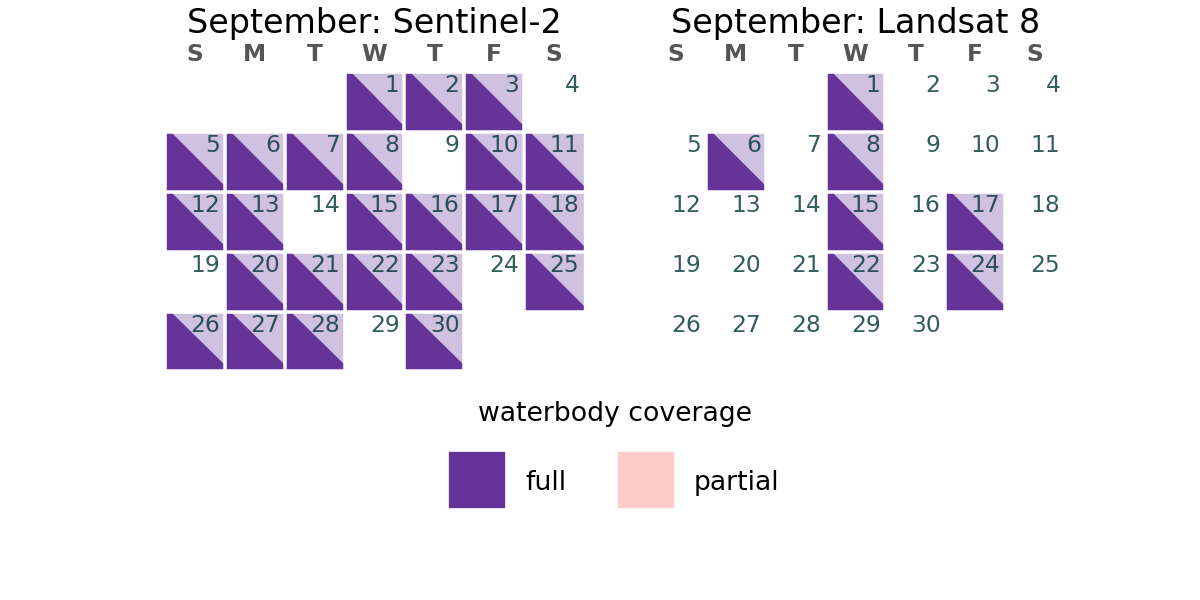 September: Sentinel-2
S M T W T F S
1 2 3 4
5 6 7 8 9 10 11
12 13 14 15 16 17 18
19 20 21 22 23 24 25
26 27 28 29 30
September: Landsat 8
S M T W T F S
1 2 3 4
5 6 7 8 9 10 11
12 13 14 15 16 17 18
19 20 21 22 23 24 25
26 27 28 29 30
waterbody coverage
full partial